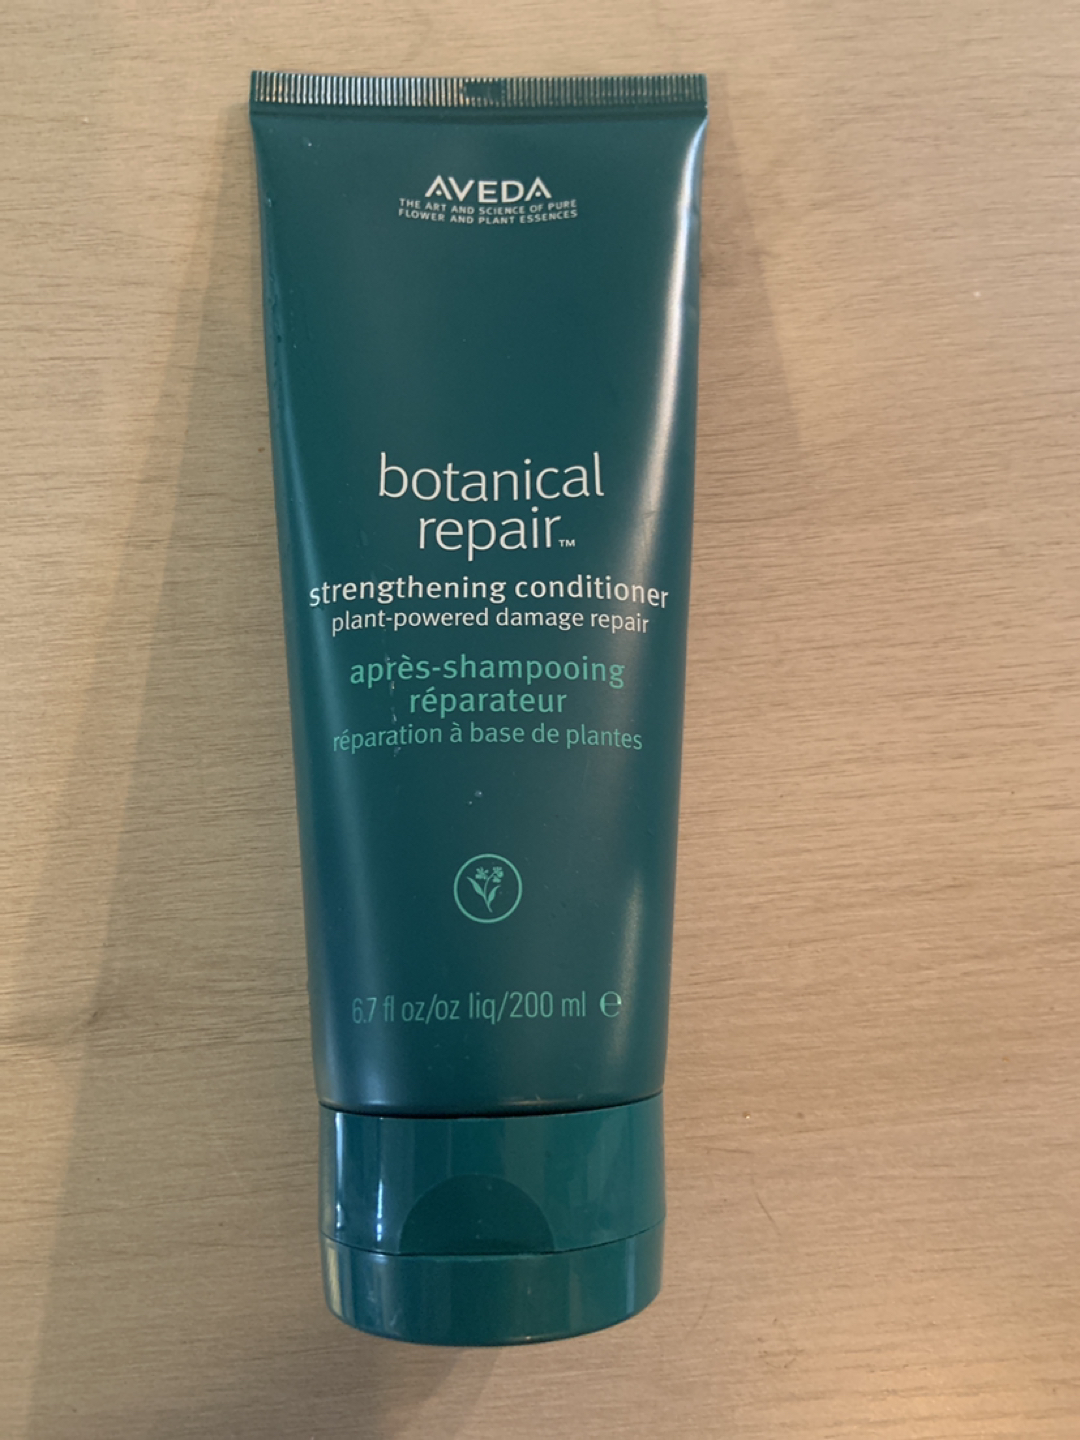 AVEDA
THE ART AND SCIENCE OF PURE
FLOWER AND PLANT ESSENCES
botanical
repair™
strengthening conditioner
plant-powered damage repair
après-shampooing
réparateur
réparation à base de plantes
6.7 fl oz/oz liq/200 ml ℮